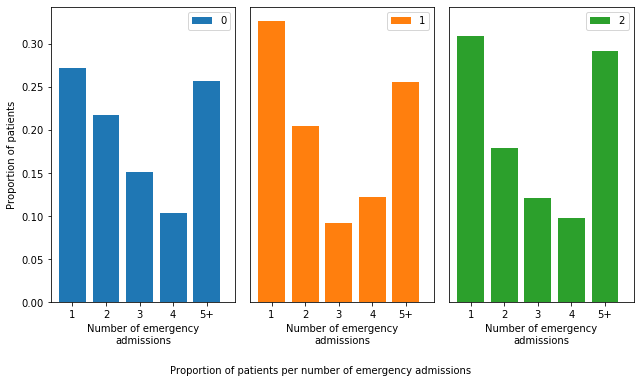 0
1
2
Proportion of patients
0.30
0.25
0.20
0.15
0.10
0.05
0.00
1 2 3 4 5+
1 2 3 4 5+
1 2 3 4 5+
Number of emergency
admissions
Number of emergency
admissions
Number of emergency
admissions
Proportion of patients per number of emergency admissions